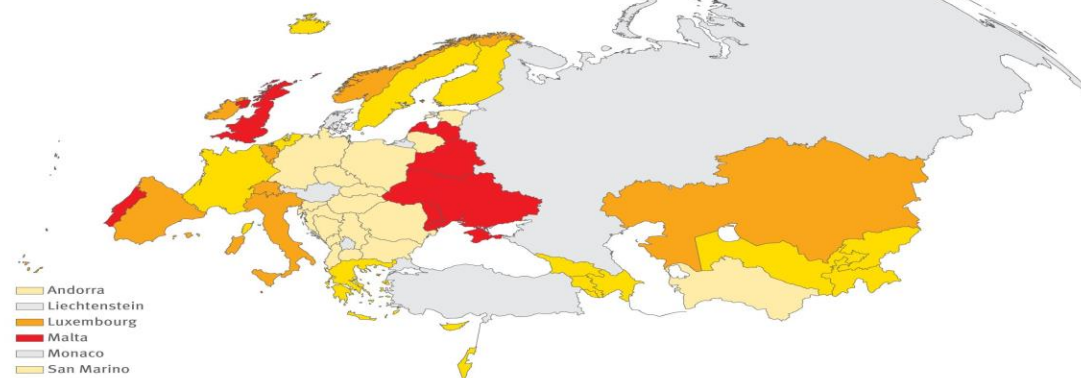 Andorra
Liechtenstein
Luxembourg
Malta
Monaco
San Marino